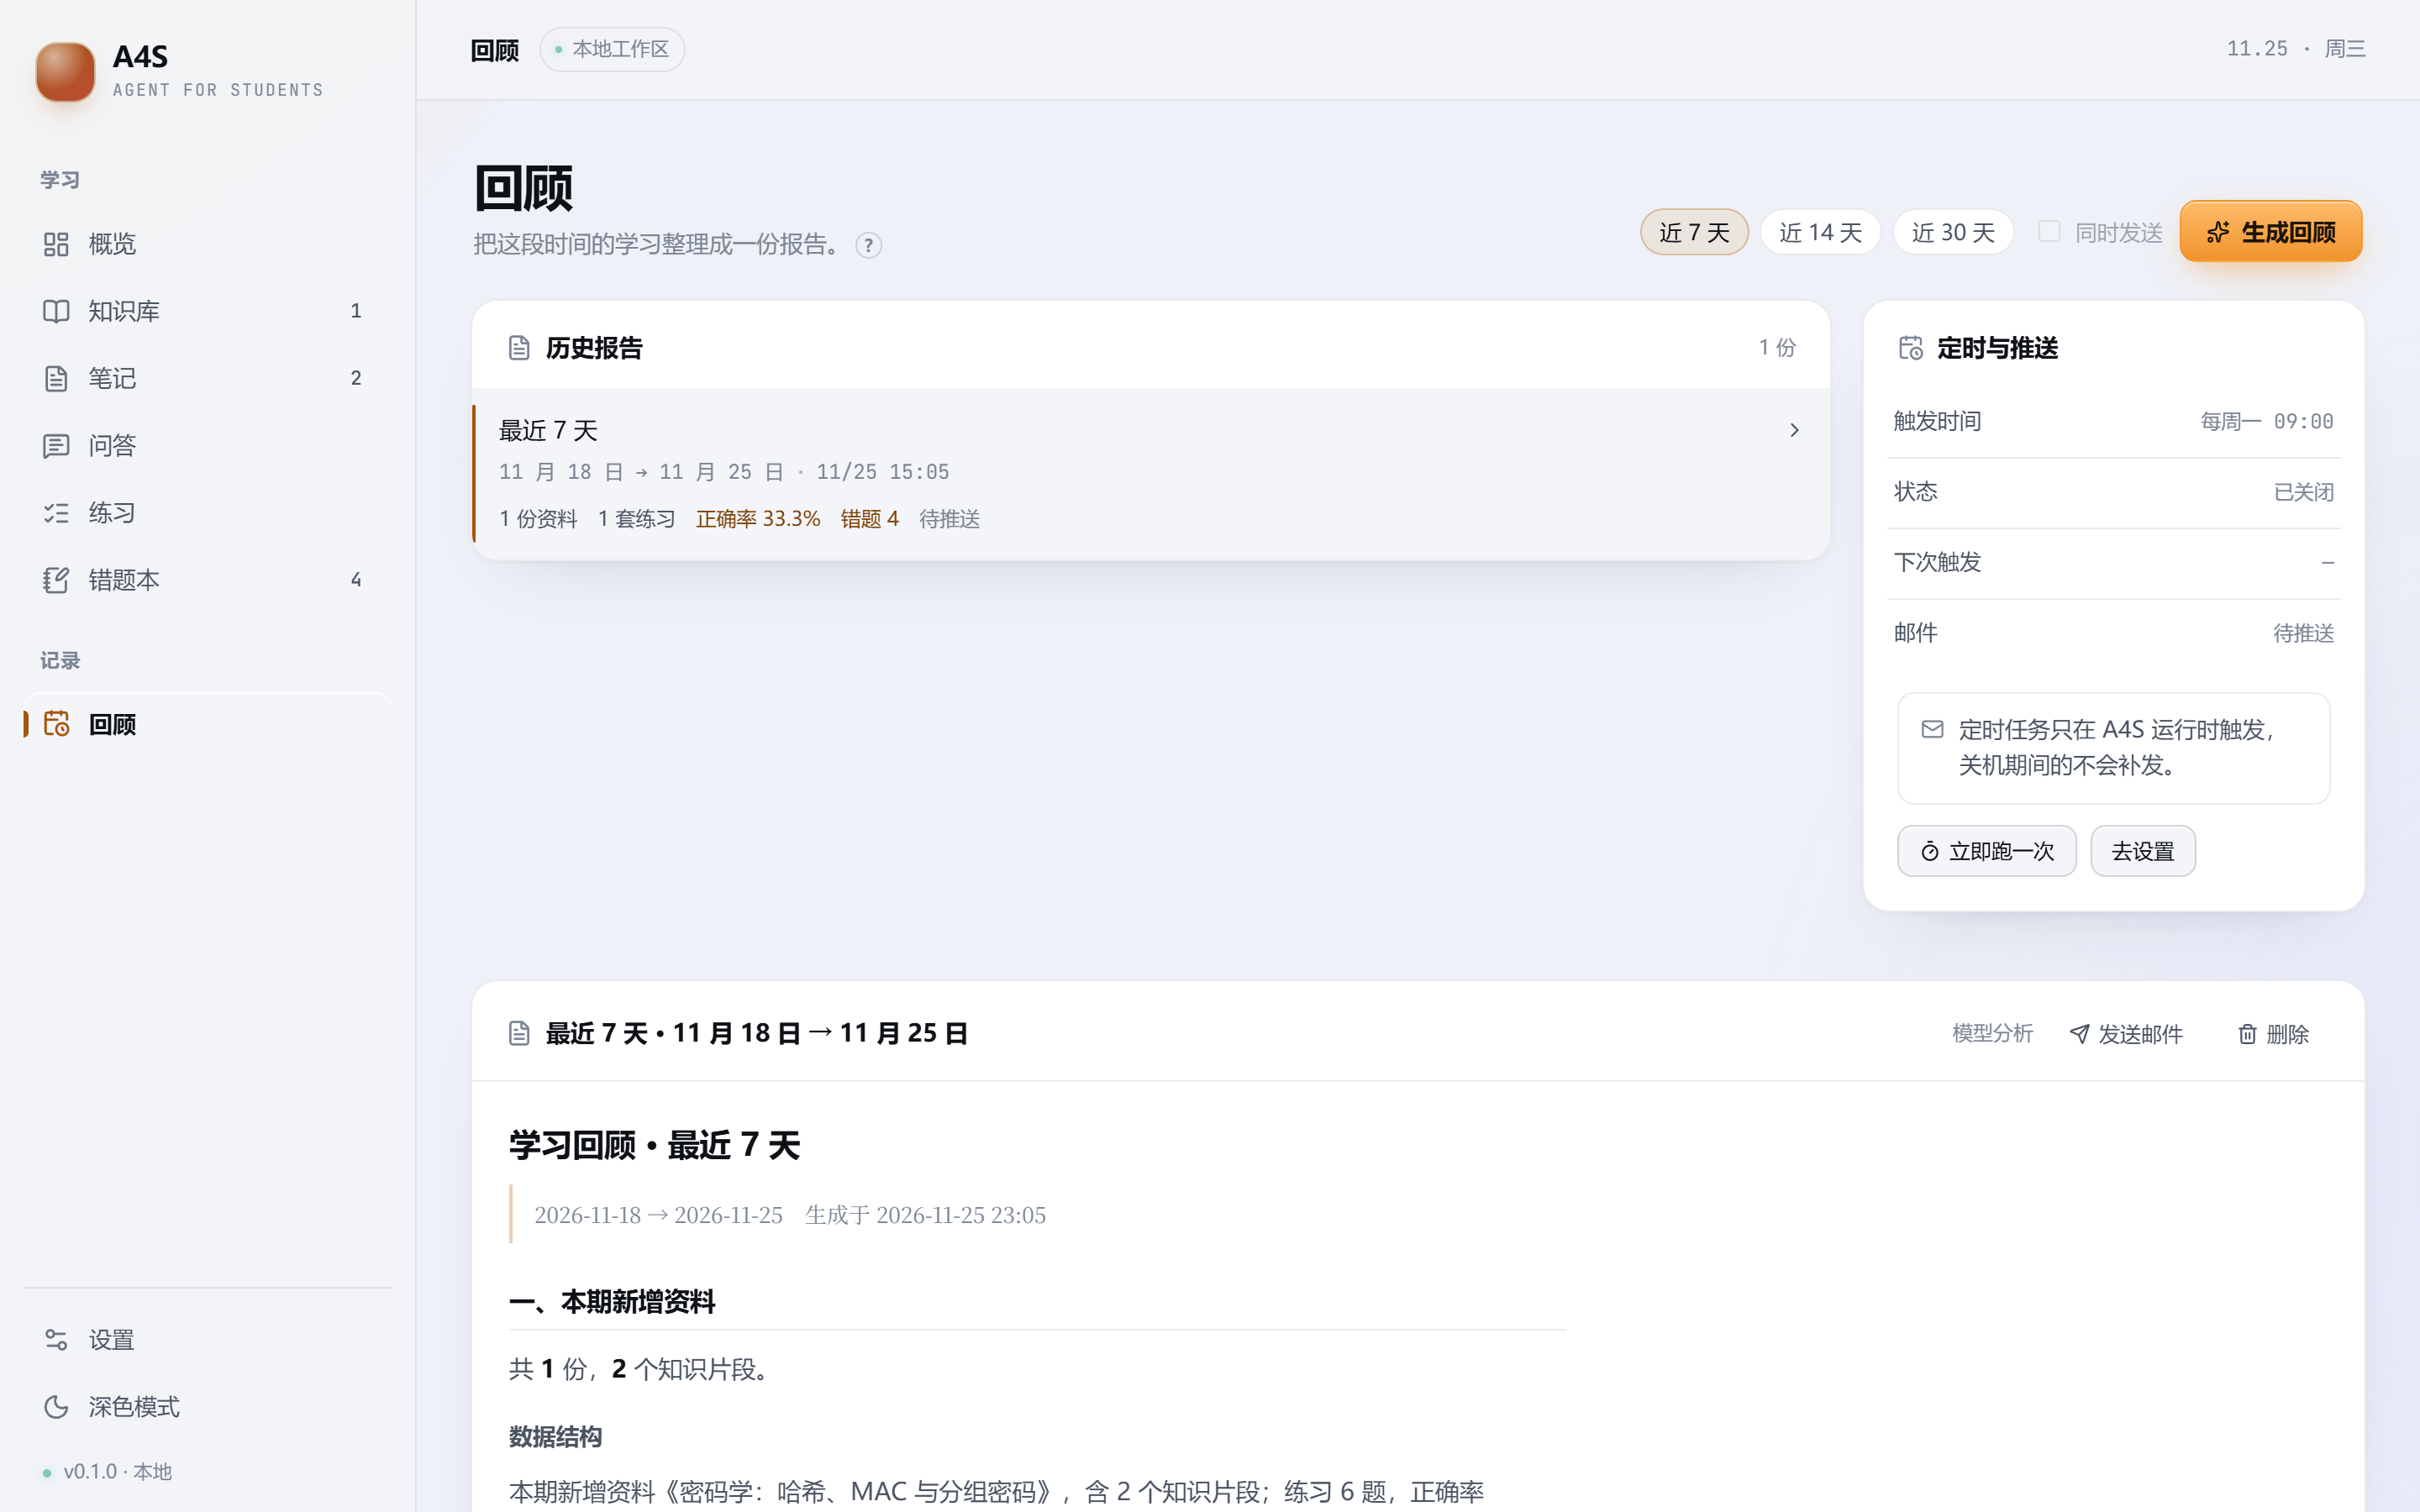 A4S
AGENT FOR STUDENTS
学习
概览
知识库 1
笔记 2
问答
练习
错题本 4
记录
回顾
设置
深色模式
v0.1.0 · 本地
回顾 本地工作区
11.25 · 周三
回顾
把这段时间的学习整理成一份报告。 ?
近 7 天 近 14 天 近 30 天 同时发送 生成回顾
历史报告 1 份
最近 7 天
11 月 18 日 → 11 月 25 日 · 11/25 15:05
1 份资料 1 套练习 正确率 33.3% 错题 4 待推送
定时与推送
触发时间 每周一 09:00
状态 已关闭
下次触发 —
邮件 待推送
定时任务只在 A4S 运行时触发，
关机期间的不会补发。
立即跑一次 去设置
最近 7 天 • 11 月 18 日 → 11 月 25 日 模型分析 发送邮件 删除
学习回顾 • 最近 7 天
2026-11-18 → 2026-11-25 生成于 2026-11-25 23:05
一、本期新增资料
共 1 份，2 个知识片段。
数据结构
本期新增资料《密码学：哈希、MAC 与分组密码》，含 2 个知识片段；练习 6 题，正确率